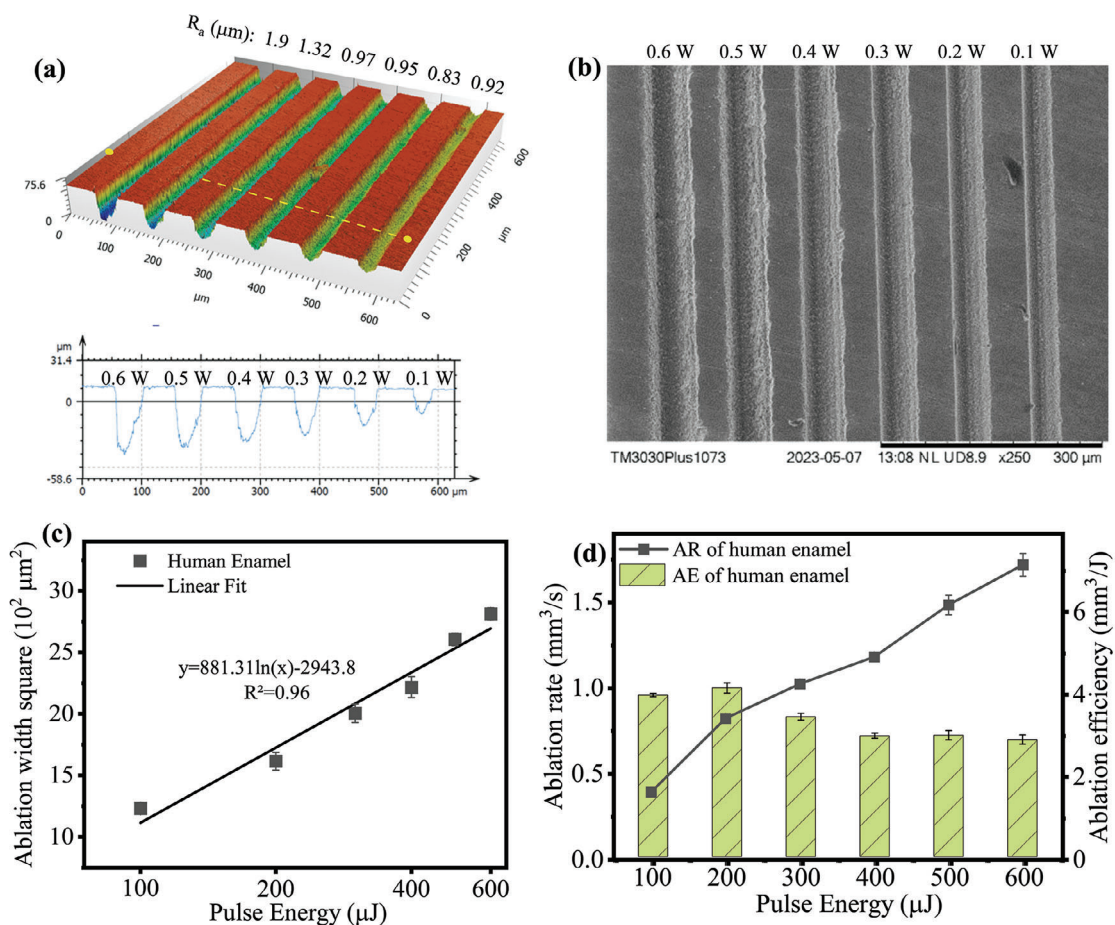 (a)
Ra (μm): 1.9 1.32 0.97 0.95 0.83 0.92
75.6
0
0 100 200 300 400 500 600
μm
0 200 400 600
μm
μm
31.4
0
-58.6
0.6 W 0.5 W 0.4 W 0.3 W 0.2 W 0.1 W
0 100 200 300 400 500 600 μm
(b)
0.6 W 0.5 W 0.4 W 0.3 W 0.2 W 0.1 W
TM3030Plus1073 2023-05-07 13:08 NL UD8.9 x250 300 μm
(c)
Human Enamel
Linear Fit
y=881.31ln(x)-2943.8
R²=0.96
Ablation width square (10² μm²)
30
25
20
15
10
100 200 400 600
Pulse Energy (μJ)
(d)
AR of human enamel
AE of human enamel
Ablation rate (mm³/s)
1.5
1.0
0.5
0.0
Ablation efficiency (mm³/J)
6
4
2
0
100 200 300 400 500 600
Pulse Energy (μJ)